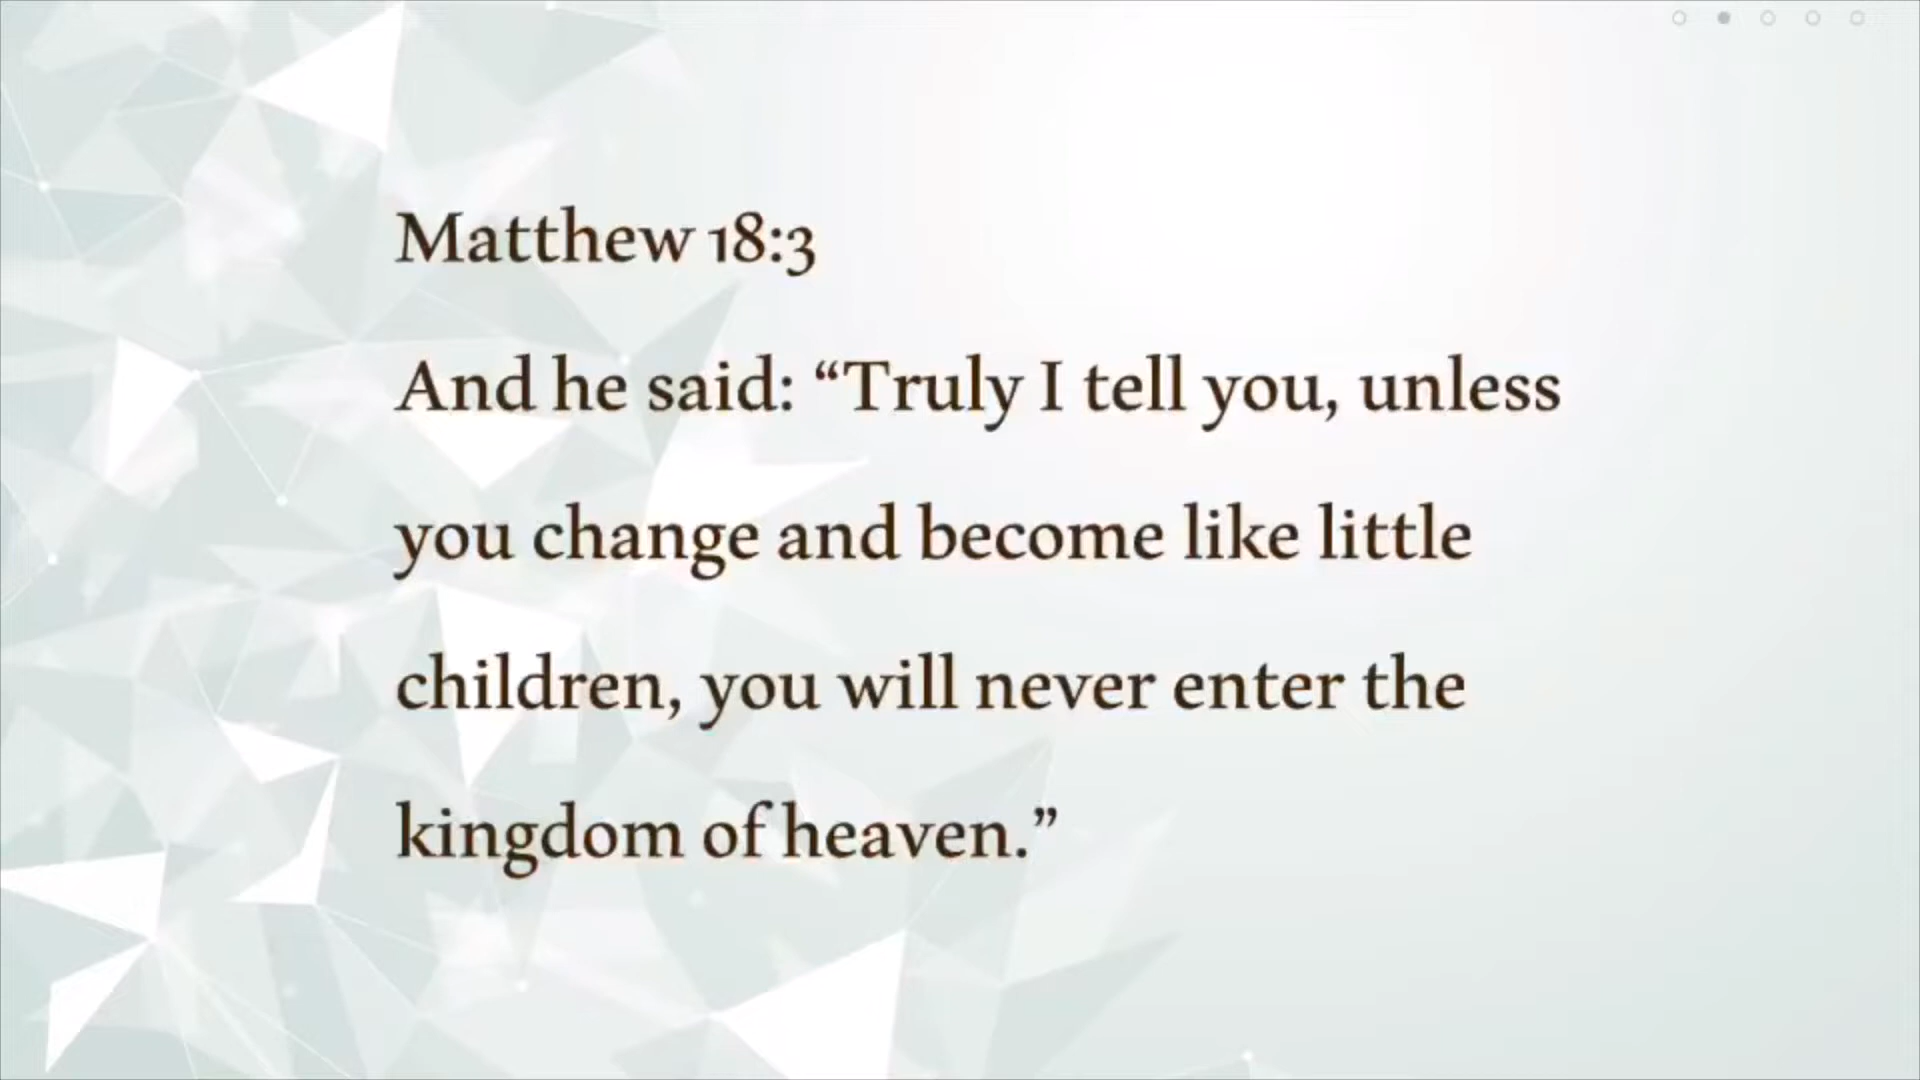 Matthew 18:3
And he said: “Truly I tell you, unless
you change and become like little
children, you will never enter the
kingdom of heaven.”